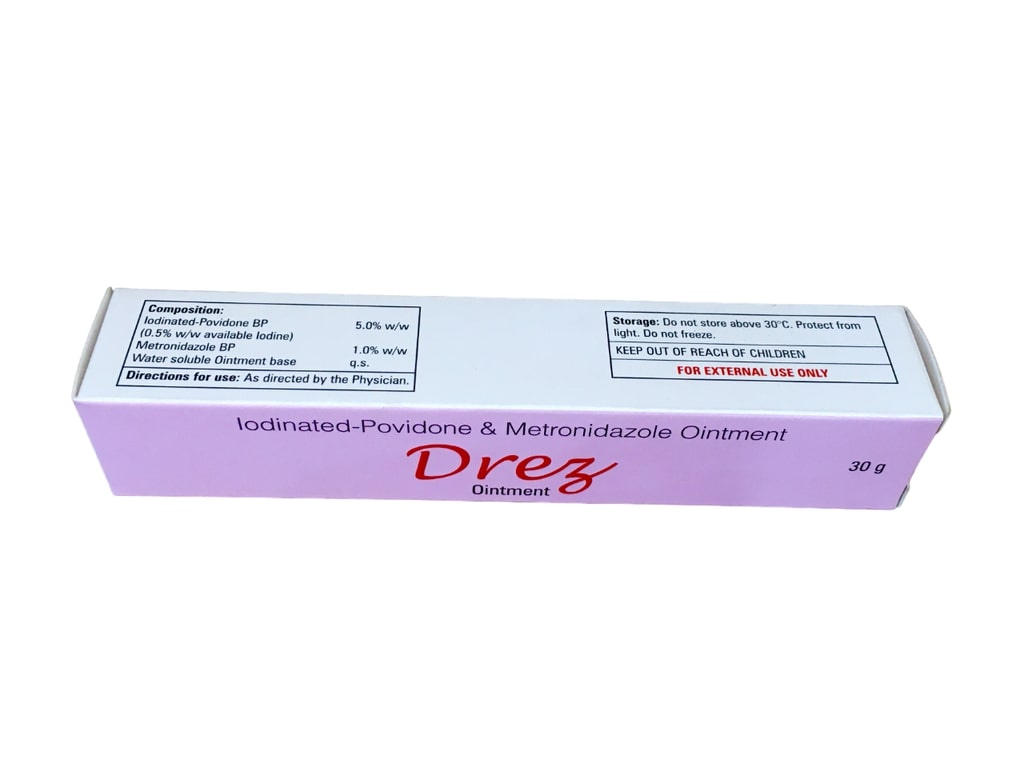 Composition:
Iodinated-Povidone BP 5.0% w/w
(0.5% w/w available Iodine)
Metronidazole BP 1.0% w/w
Water soluble Ointment base q.s.
Directions for use: As directed by the Physician.
Storage: Do not store above 30°C. Protect from
light. Do not freeze.
KEEP OUT OF REACH OF CHILDREN
FOR EXTERNAL USE ONLY
Iodinated-Povidone & Metronidazole Ointment
Drez
Ointment
30 g